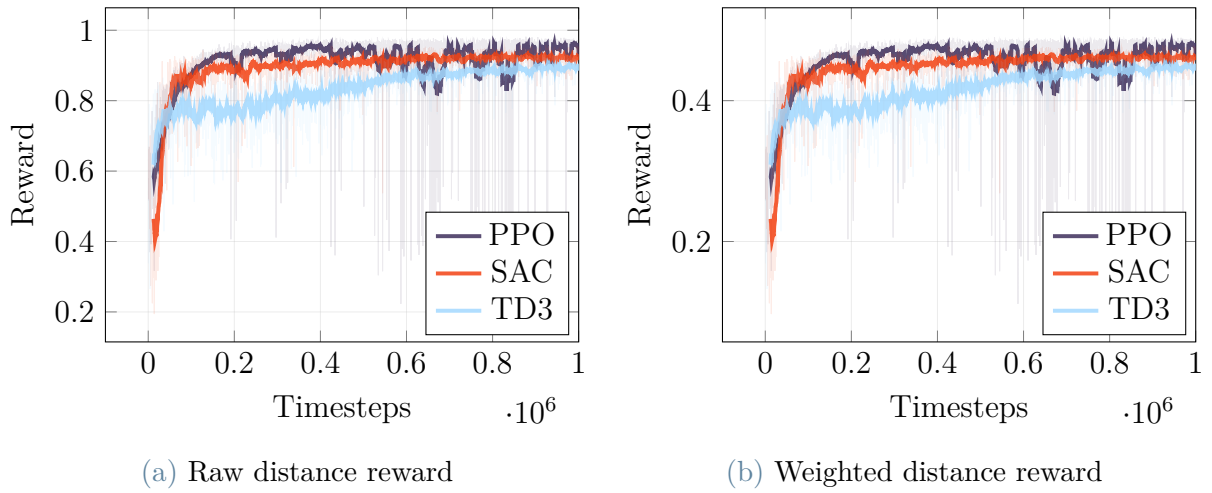 1
0.8
0.6
0.4
0.2
Reward
0
0.2
0.4
0.6
0.8
1
Timesteps
·10⁶
PPO
SAC
TD3
(a) Raw distance reward
0.4
0.2
Reward
0
0.2
0.4
0.6
0.8
1
Timesteps
·10⁶
PPO
SAC
TD3
(b) Weighted distance reward